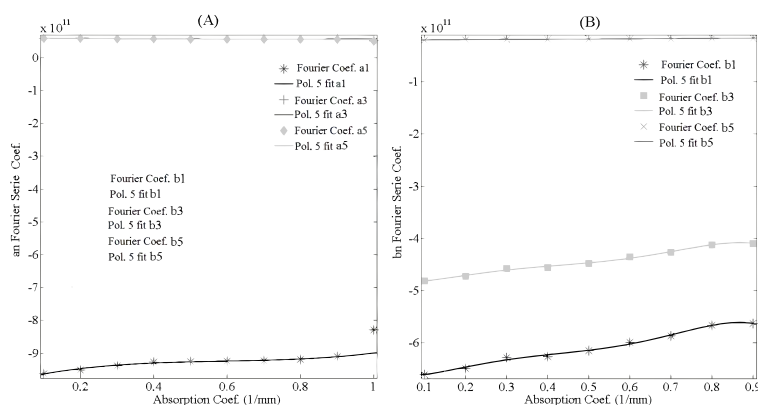 (A)
x 10¹¹
0
-1
-2
-3
-4
-5
-6
-7
-8
-9
an Fourier Serie Coef.
Fourier Coef. a1
Pol. 5 fit a1
Fourier Coef. a3
Pol. 5 fit a3
Fourier Coef. a5
Pol. 5 fit a5
Fourier Coef. b1
Pol. 5 fit b1
Fourier Coef. b3
Pol. 5 fit b3
Fourier Coef. b5
Pol. 5 fit b5
0.2 0.4 0.6 0.8 1
Absorption Coef. (1/mm)
(B)
x 10¹¹
-1
-2
-3
-4
-5
-6
bn Fourier Serie Coef.
Fourier Coef. b1
Pol. 5 fit b1
Fourier Coef. b3
Pol. 5 fit b3
Fourier Coef. b5
Pol. 5 fit b5
0.1 0.2 0.3 0.4 0.5 0.6 0.7 0.8 0.9
Absorption Coef. (1/mm)